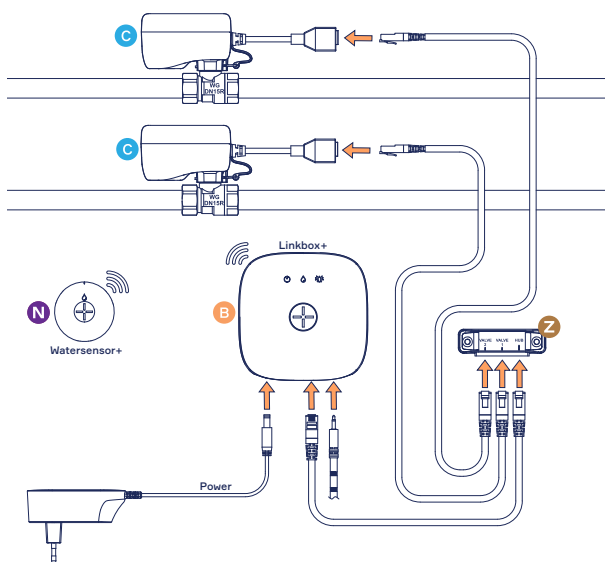 C
WG
DN15R
C
WG
DN15R
Linkbox+
N
B
Z
Watersensor+
VALVE 2
VALVE 1
HUB
Power